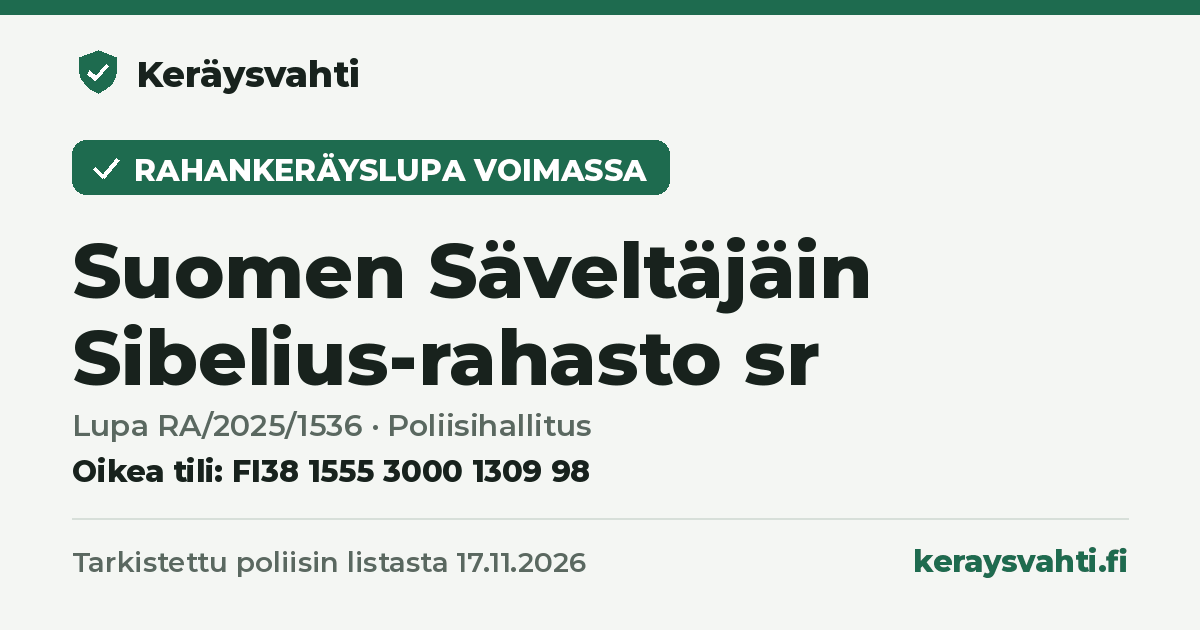 Keräysvahti
RAHANKERÄYSLUPA VOIMASSA
Suomen Säveltäjäin
Sibelius-rahasto sr
Lupa RA/2025/1536 · Poliisihallitus
Oikea tili: FI38 1555 3000 1309 98
Tarkistettu poliisin listasta 17.11.2026
keraysvahti.fi